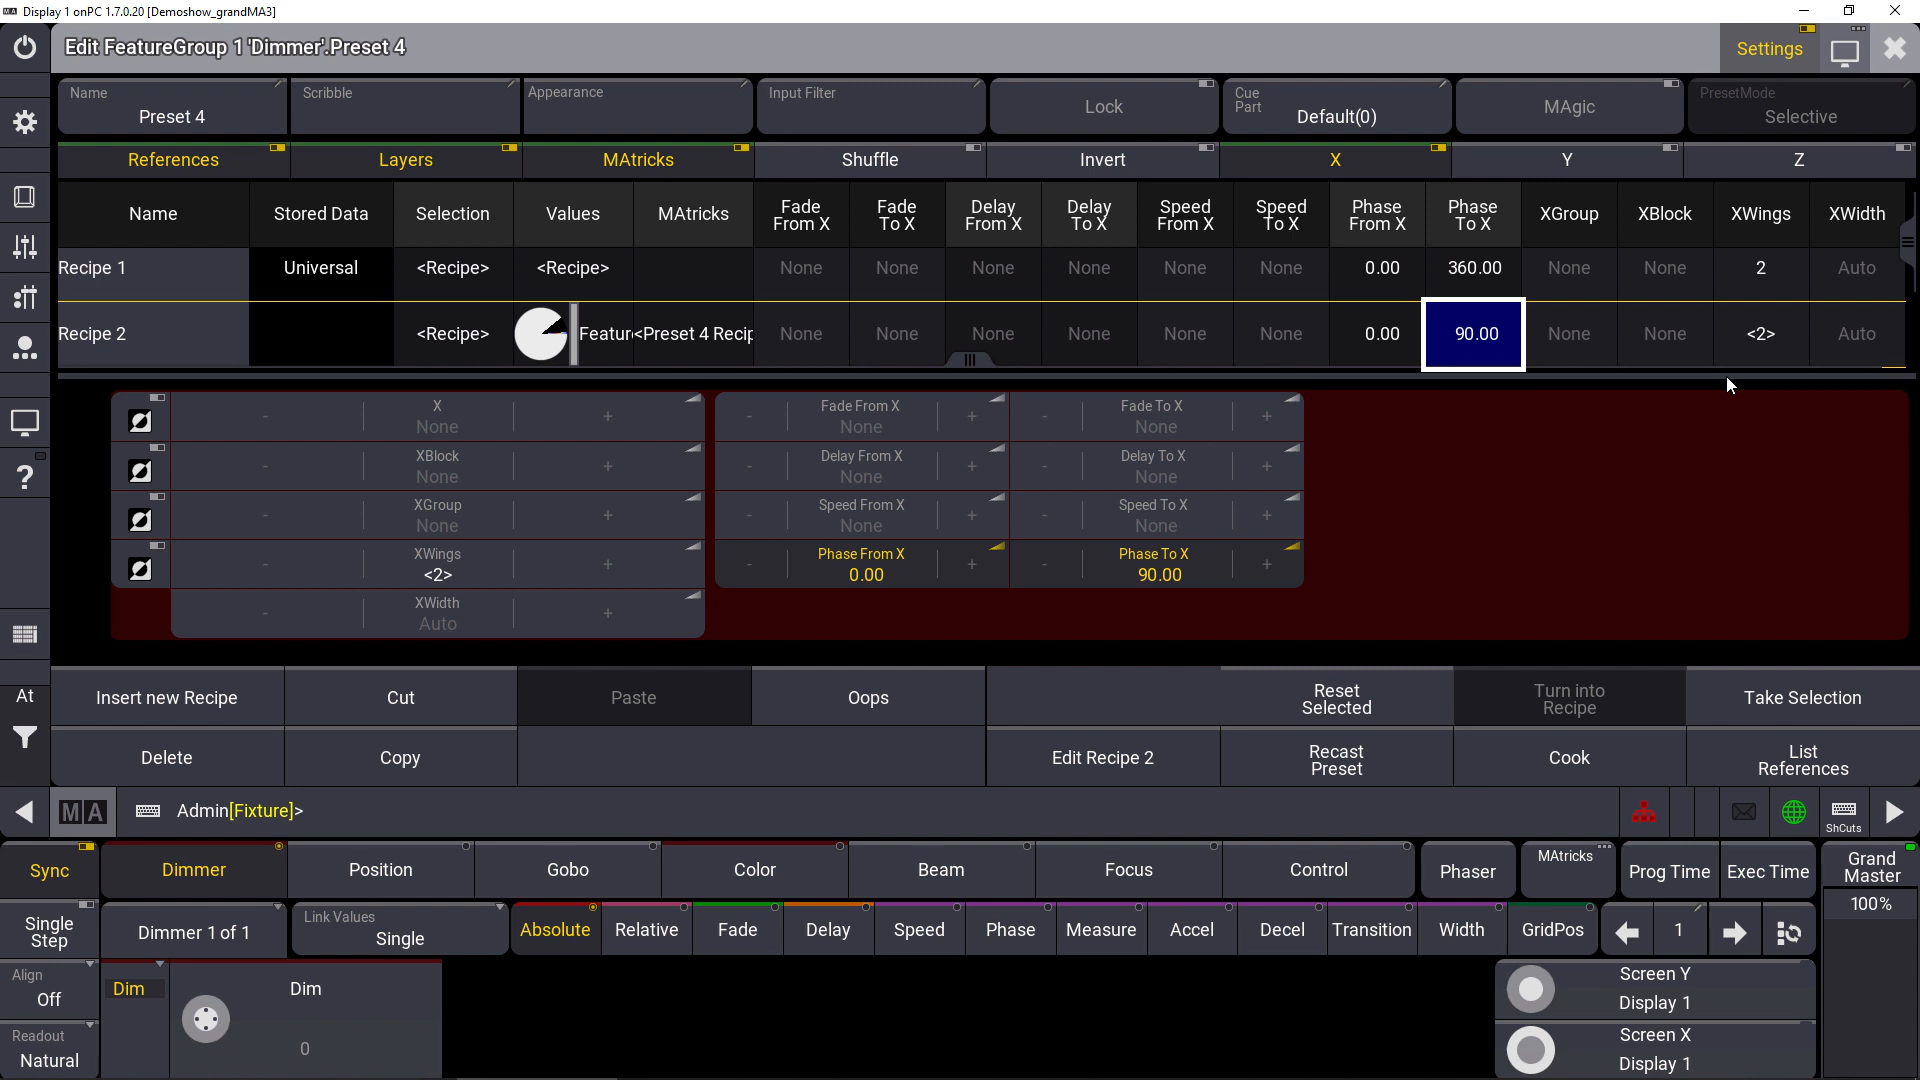 Display 1 onPC 1.7.0.20 [Demoshow_grandMA3]
Edit FeatureGroup 1 'Dimmer'.Preset 4
Settings
Name
Preset 4
Scribble
Appearance
Input Filter
Lock
Cue Part
Default(0)
MAgic
PresetMode
Selective
References
Layers
MAtricks
Shuffle
Invert
X
Y
Z
Name
Stored Data
Selection
Values
MAtricks
Fade From X
Fade To X
Delay From X
Delay To X
Speed From X
Speed To X
Phase From X
Phase To X
XGroup
XBlock
XWings
XWidth
Recipe 1
Universal
<Recipe>
<Recipe>
None
None
None
None
None
None
0.00
360.00
None
None
2
Auto
Recipe 2
<Recipe>
Featur
<Preset 4 Recip
None
None
None
None
None
None
0.00
90.00
None
None
<2>
Auto
- X None +
- Fade From X None +
- Fade To X None +
- XBlock None +
- Delay From X None +
- Delay To X None +
- XGroup None +
- Speed From X None +
- Speed To X None +
- XWings <2> +
- Phase From X 0.00 +
- Phase To X 90.00 +
- XWidth Auto +
Insert new Recipe
Cut
Paste
Oops
Reset Selected
Turn into Recipe
Take Selection
Delete
Copy
Edit Recipe 2
Recast Preset
Cook
List References
At
MA
Admin[Fixture]>
ShCuts
Sync
Dimmer
Position
Gobo
Color
Beam
Focus
Control
Phaser
MAtricks
Prog Time
Exec Time
Grand Master
100%
Single Step
Dimmer 1 of 1
Link Values
Single
Absolute
Relative
Fade
Delay
Speed
Phase
Measure
Accel
Decel
Transition
Width
GridPos
1
Align
Off
Dim
Dim
0
Screen Y
Display 1
Readout
Natural
Screen X
Display 1